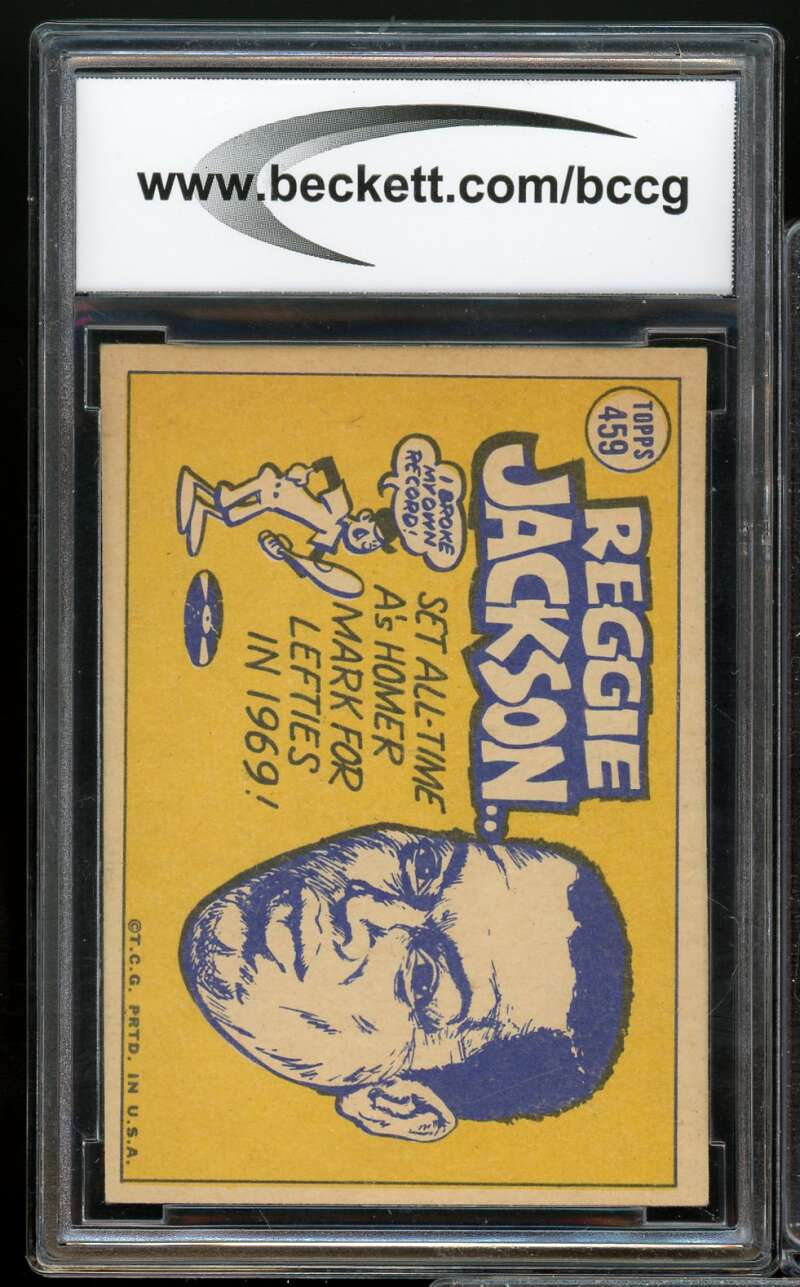 www.beckett.com/bccg
TOPPS
459
REGGIE
JACKSON...
I BROKE
MY OWN
RECORD!
SET ALL-TIME
A's HOMER
MARK FOR
LEFTIES
IN 1969!
©T.C.G. PRTD. IN U.S.A.